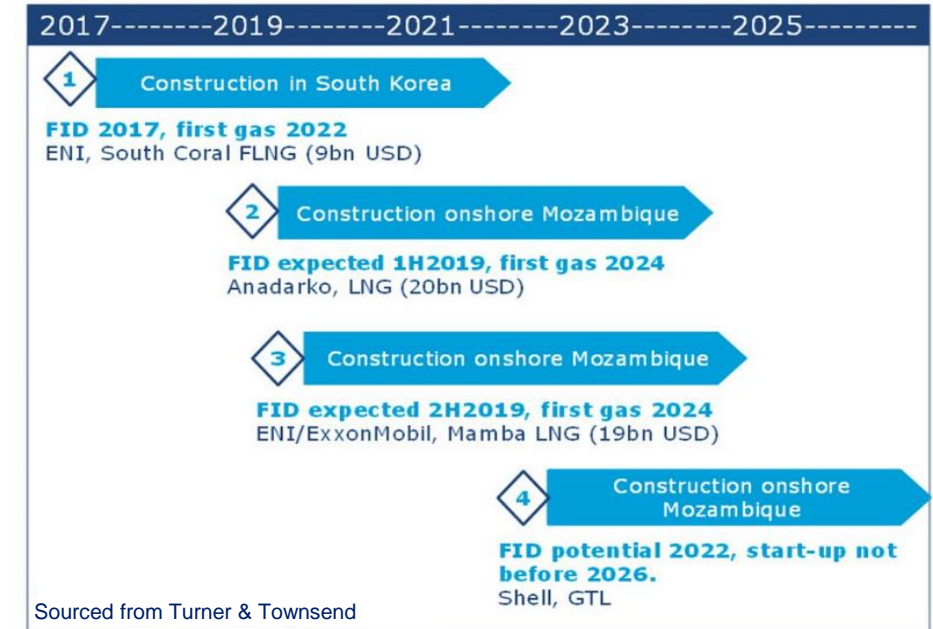 2017--------2019--------2021--------2023--------2025---------
1
Construction in South Korea
FID 2017, first gas 2022
ENI, South Coral FLNG (9bn USD)
2
Construction onshore Mozambique
FID expected 1H2019, first gas 2024
Anadarko, LNG (20bn USD)
3
Construction onshore Mozambique
FID expected 2H2019, first gas 2024
ENI/ExxonMobil, Mamba LNG (19bn USD)
4
Construction onshore
Mozambique
FID potential 2022, start-up not
before 2026.
Shell, GTL
Sourced from Turner & Townsend